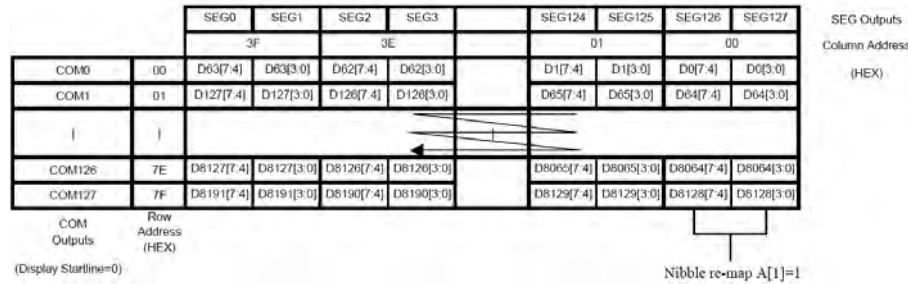 SEG0 SEG1 SEG2 SEG3 SEG124 SEG125 SEG126 SEG127 SEG Outputs
3F 3E 01 00 Column Address
(HEX)
COM0 00 D63[7:4] D63[3:0] D62[7:4] D62[3:0] D1[7:4] D1[3:0] D0[7:4] D0[3:0]
COM1 01 D127[7:4] D127[3:0] D126[7:4] D126[3:0] D65[7:4] D65[3:0] D64[7:4] D64[3:0]
COM126 7E D8127[7:4] D8127[3:0] D8126[7:4] D8126[3:0] D8065[7:4] D8065[3:0] D8064[7:4] D8064[3:0]
COM127 7F D8191[7:4] D8191[3:0] D8190[7:4] D8190[3:0] D8129[7:4] D8129[3:0] D8128[7:4] D8128[3:0]
COM
Outputs
(Display Startline=0)
Row
Address
(HEX)
Nibble re-map A[1]=1